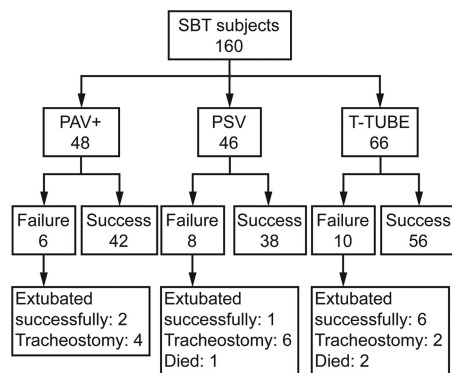 SBT subjects
160
PAV+
48
PSV
46
T-TUBE
66
Failure
6
Success
42
Failure
8
Success
38
Failure
10
Success
56
Extubated
successfully: 2
Tracheostomy: 4
Extubated
successfully: 1
Tracheostomy: 6
Died: 1
Extubated
successfully: 6
Tracheostomy: 2
Died: 2